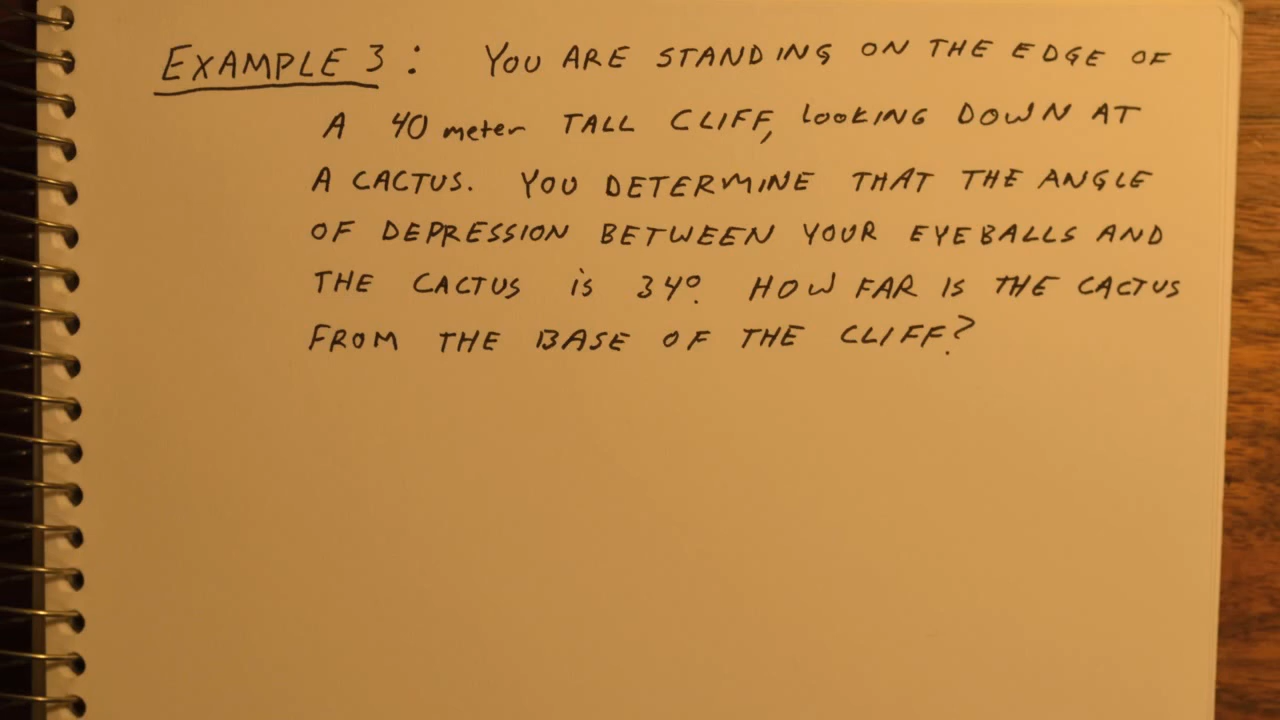 EXAMPLE 3: YOU ARE STANDING ON THE EDGE OF
A 40 meter TALL CLIFF, LOOKING DOWN AT
A CACTUS. YOU DETERMINE THAT THE ANGLE
OF DEPRESSION BETWEEN YOUR EYEBALLS AND
THE CACTUS is 34°. HOW FAR IS THE CACTUS
FROM THE BASE OF THE CLIFF?